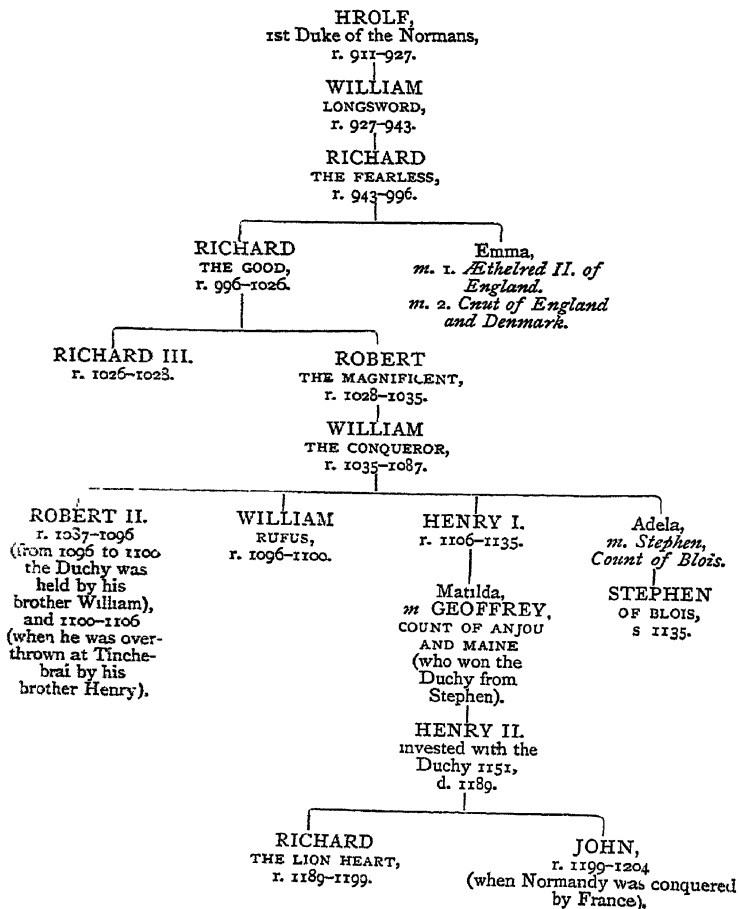 HROLF,
1st Duke of the Normans,
r. 911–927.
WILLIAM
LONGSWORD,
r. 927–943.
RICHARD
THE FEARLESS,
r. 943–996.
RICHARD
THE GOOD,
r. 996–1026.
Emma,
m. 1. Æthelred II. of
England.
m. 2. Cnut of England
and Denmark.
RICHARD III.
r. 1026–1028.
ROBERT
THE MAGNIFICENT,
r. 1028–1035.
WILLIAM
THE CONQUEROR,
r. 1035–1087.
ROBERT II.
r. 1087–1096
(from 1096 to 1100
the Duchy was
held by his
brother William),
and 1100–1106
(when he was over-
thrown at Tinche-
brai by his
brother Henry).
WILLIAM
RUFUS,
r. 1096–1100.
HENRY I.
r. 1106–1135.
Matilda,
m GEOFFREY,
COUNT OF ANJOU
AND MAINE
(who won the
Duchy from
Stephen).
HENRY II.
invested with the
Duchy 1151,
d. 1189.
Adela,
m. Stephen,
Count of Blois.
STEPHEN
OF BLOIS,
s 1135.
RICHARD
THE LION HEART,
r. 1189–1199.
JOHN,
r. 1199–1204
(when Normandy was conquered
by France).